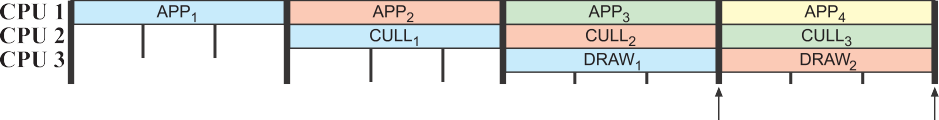 CPU 1 APP₁ APP₂ APP₃ APP₄
CPU 2 CULL₁ CULL₂ CULL₃
CPU 3 DRAW₁ DRAW₂